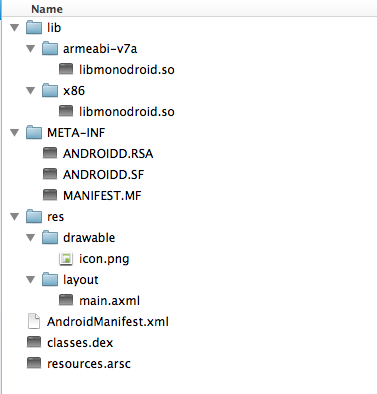 Name
lib
armeabi-v7a
libmonodroid.so
x86
libmonodroid.so
META-INF
ANDROIDD.RSA
ANDROIDD.SF
MANIFEST.MF
res
drawable
icon.png
layout
main.axml
AndroidManifest.xml
classes.dex
resources.arsc